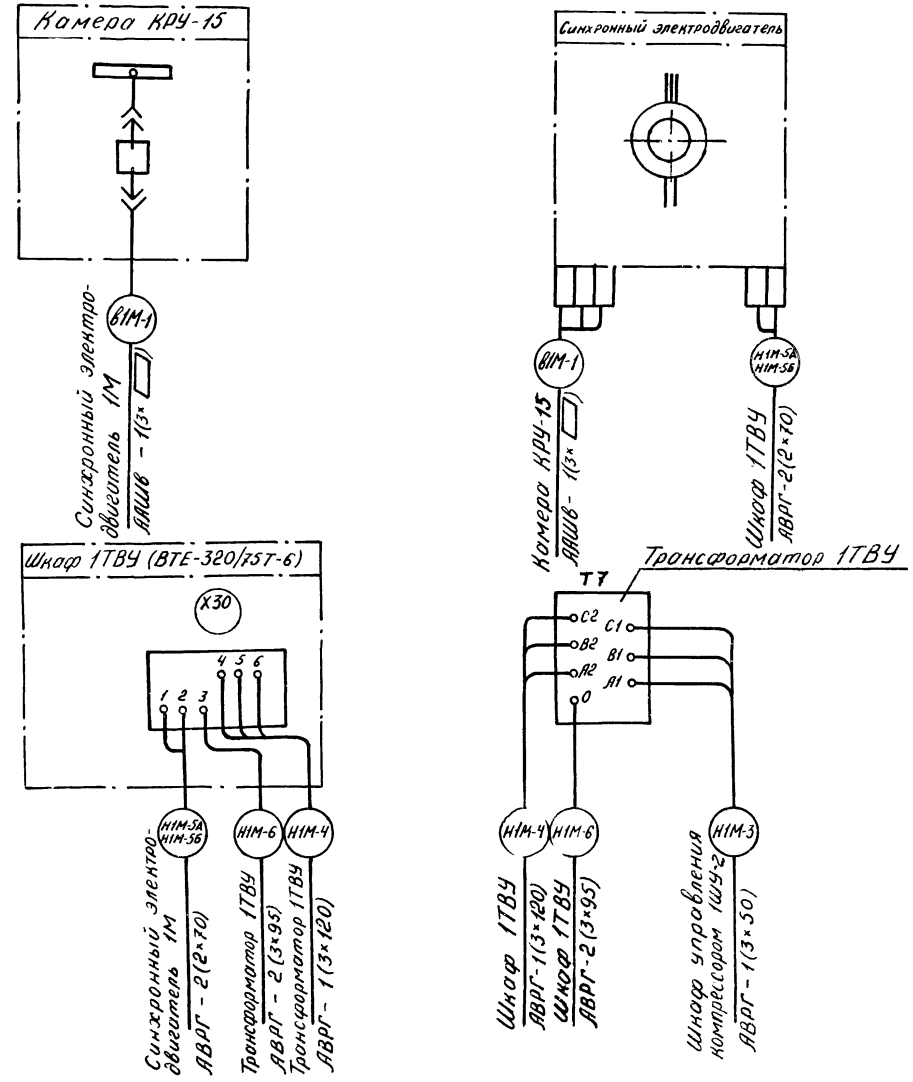 Камера КРУ-15
в1М-1
Синхронный электро-
двигатель 1М
ААШв - 1(3×  )
Синхронный электродвигатель
в1М-1
Камера КРУ-15
ААШв - 1(3×  )
Н1М-5А
Н1М-5Б
Шкаф 1ТВУ
АВРГ-2(2×70)
Шкаф 1ТВУ (ВТЕ-320/75Т-6)
Х30
4 5 6
1 2 3
Н1М-5А
Н1М-5Б
Н1М-6
Н1М-4
Синхронный электро-
двигатель 1М
АВРГ - 2(2×70)
Трансформатор 1ТВУ
АВРГ - 2(3×95)
Трансформатор 1ТВУ
АВРГ - 1(3×120)
Трансформатор 1ТВУ
Т7
С2
С1
В2
В1
А2
А1
О
Н1М-4
Н1М-6
Н1М-3
Шкаф 1ТВУ
АВРГ-1(3×120)
Шкаф 1ТВУ
АВРГ-2(3×95)
Шкаф управления
компрессором 1ШУ-2
АВРГ - 1(3×50)